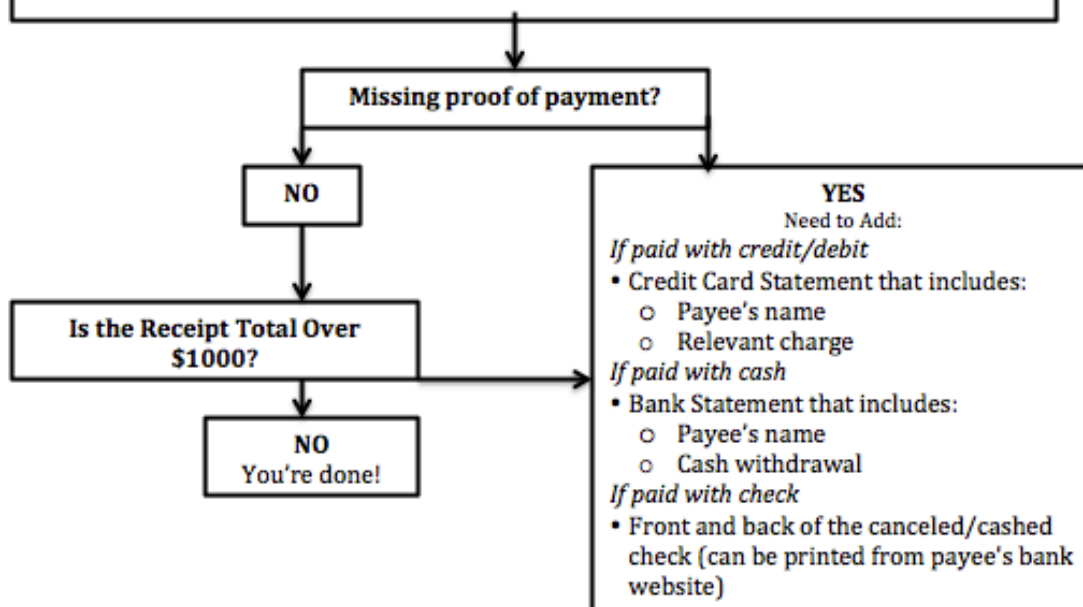 Missing proof of payment?
NO
Is the Receipt Total Over
$1000?
NO
You're done!
YES
Need to Add:
If paid with credit/debit
• Credit Card Statement that includes:
o Payee's name
o Relevant charge
If paid with cash
• Bank Statement that includes:
o Payee's name
o Cash withdrawal
If paid with check
• Front and back of the canceled/cashed
check (can be printed from payee's bank
website)